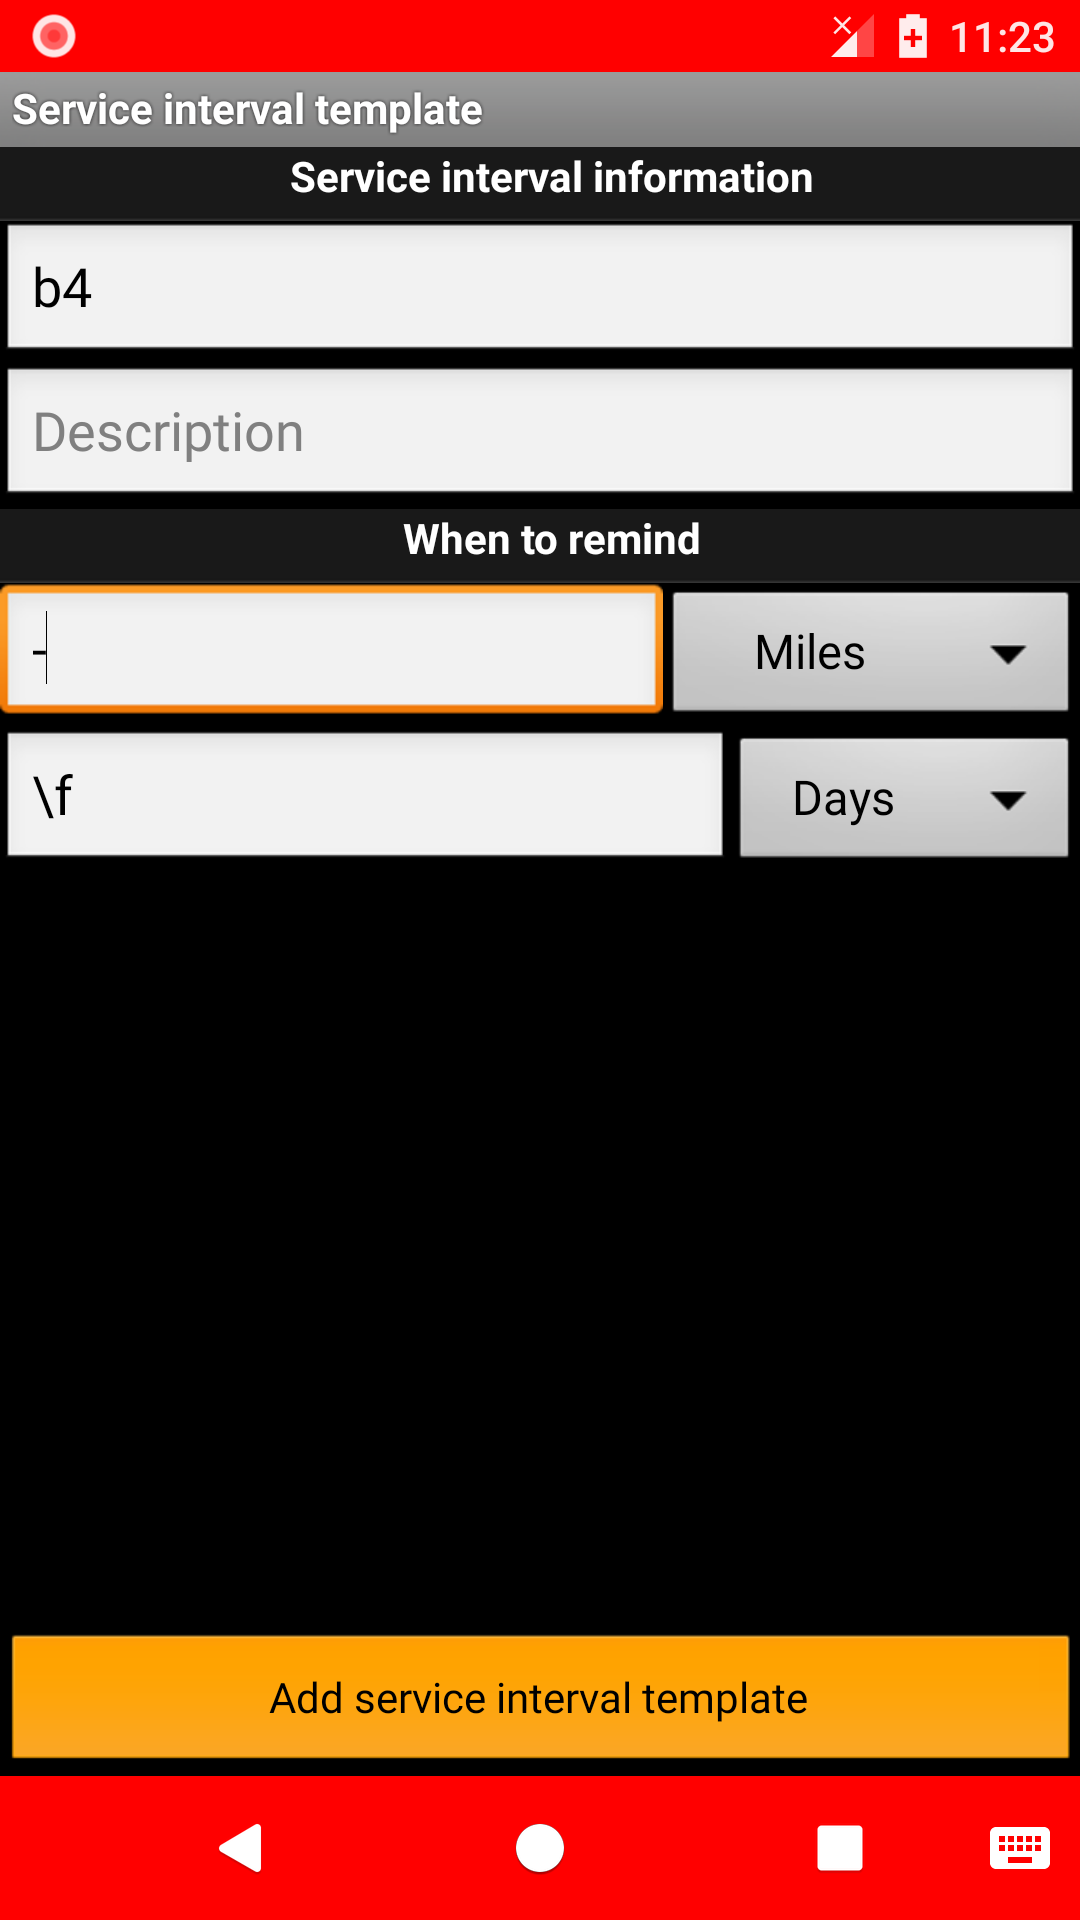 11:23
Service interval template
Service interval information
b4
Description
When to remind
-
Miles
\f
Days
Add service interval template